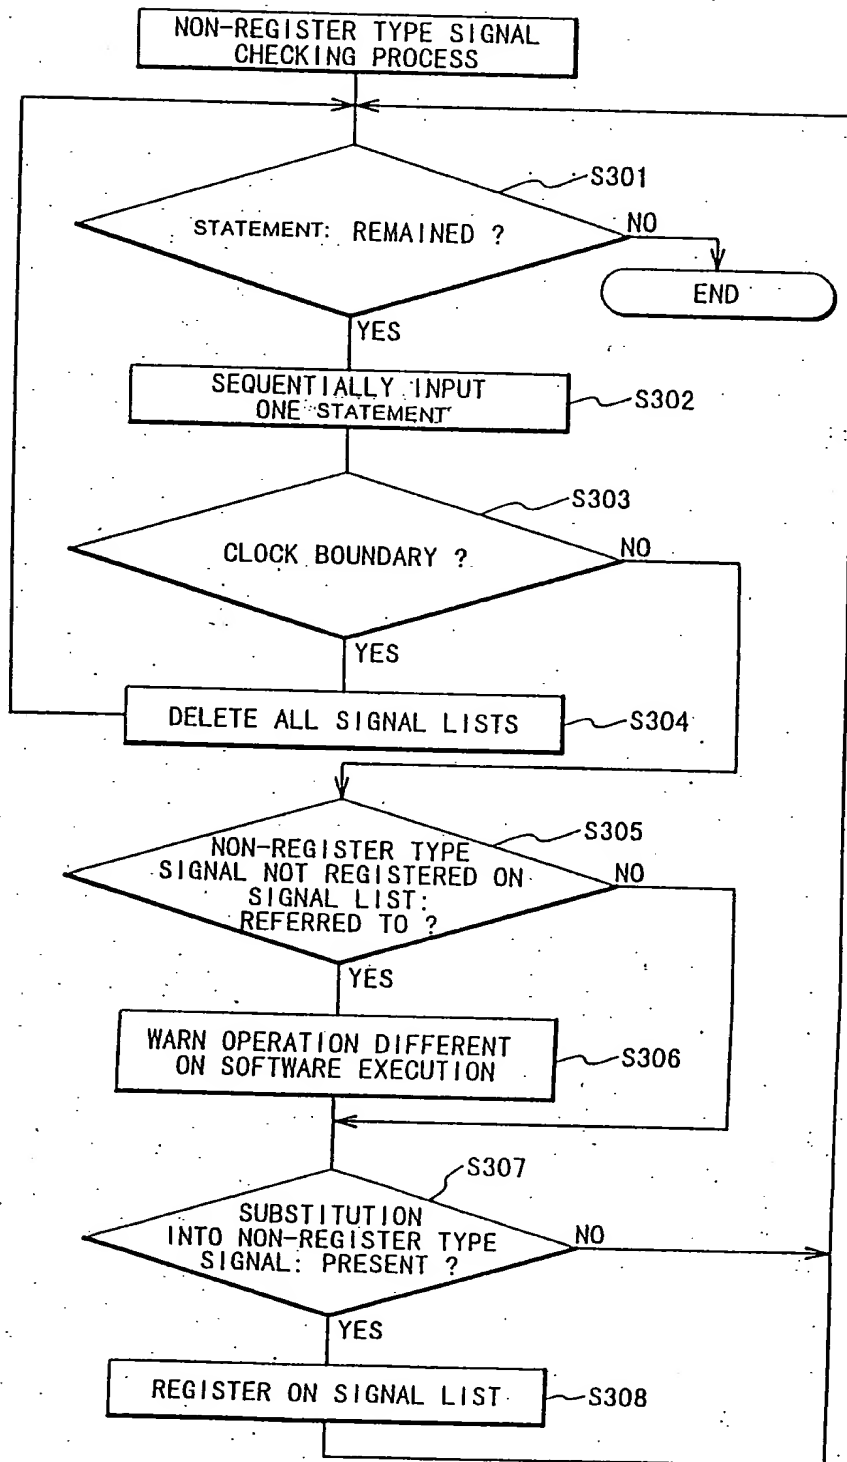 NON-REGISTER TYPE SIGNAL
CHECKING PROCESS
S301
STATEMENT: REMAINED ?
NO
END
YES
SEQUENTIALLY INPUT
ONE STATEMENT
S302
S303
CLOCK BOUNDARY ?
NO
YES
DELETE ALL SIGNAL LISTS
S304
S305
NON-REGISTER TYPE
SIGNAL NOT REGISTERED ON
SIGNAL LIST:
REFERRED TO ?
NO
YES
WARN OPERATION DIFFERENT
ON SOFTWARE EXECUTION
S306
S307
SUBSTITUTION
INTO NON-REGISTER TYPE
SIGNAL: PRESENT ?
NO
YES
REGISTER ON SIGNAL LIST
S308